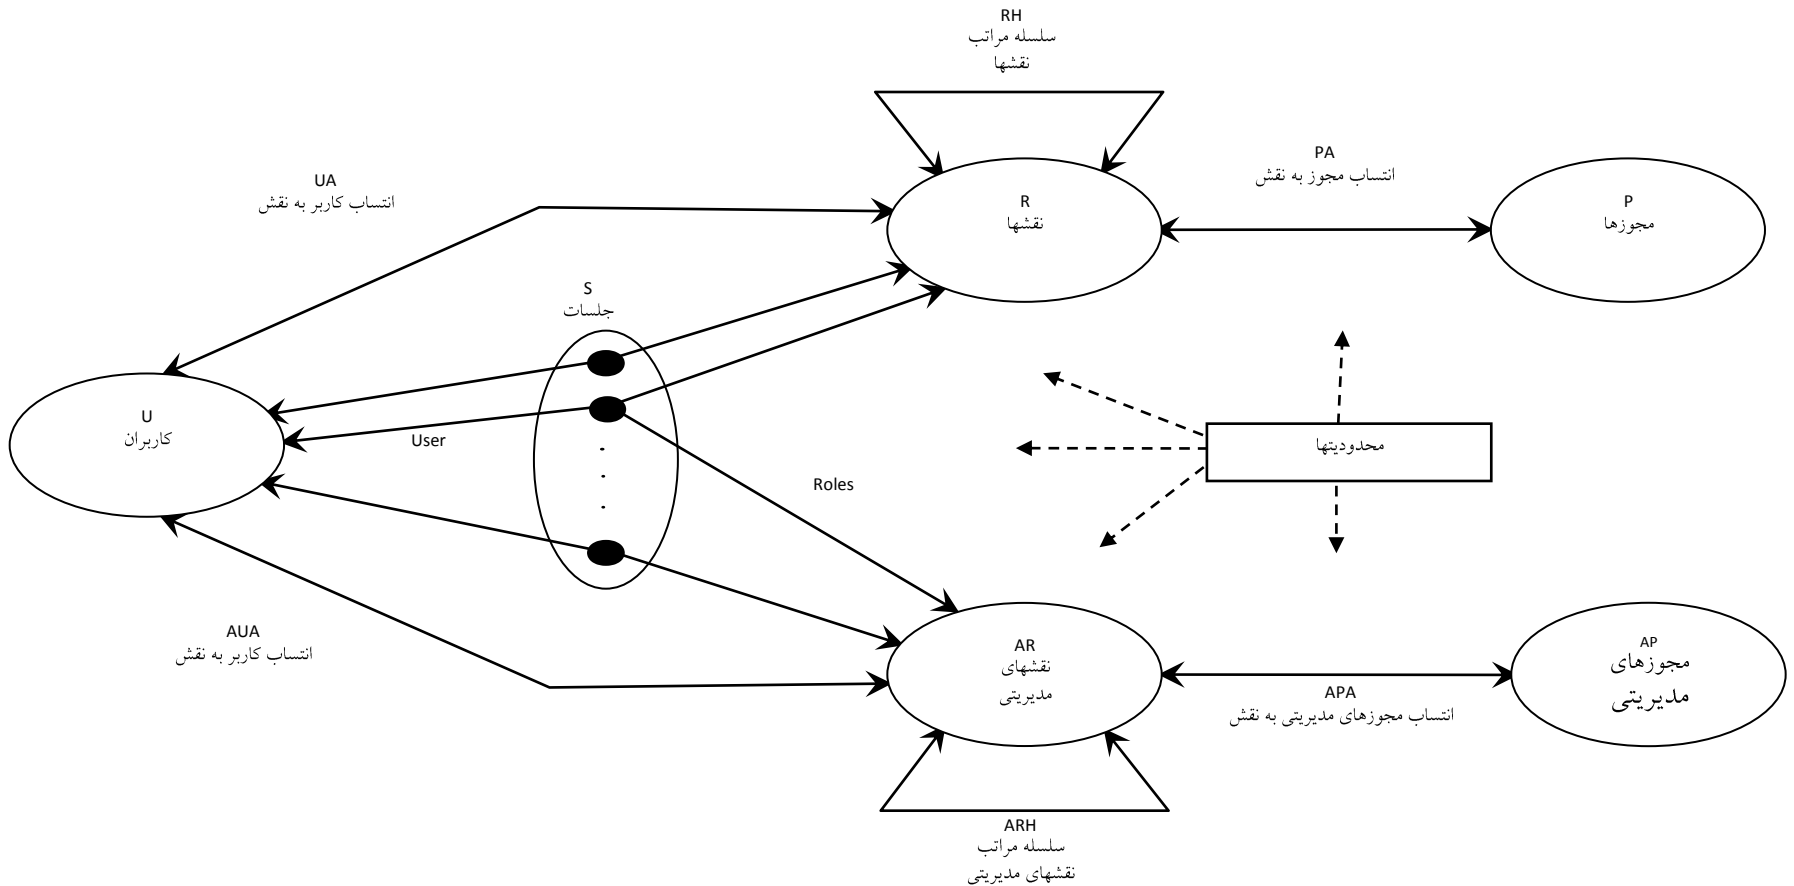 RH
سلسله مراتب
نقشها
PA
انتساب مجوز به نقش
UA
انتساب کاربر به نقش
R
نقشها
P
مجوزها
S
جلسات
U
کاربران
User
محدودیتها
Roles
AUA
انتساب کاربر به نقش
AR
نقشهای
مدیریتی
AP
مجوزهای
مدیریتی
APA
انتساب مجوزهای مدیریتی به نقش
ARH
سلسله مراتب
نقشهای مدیریتی